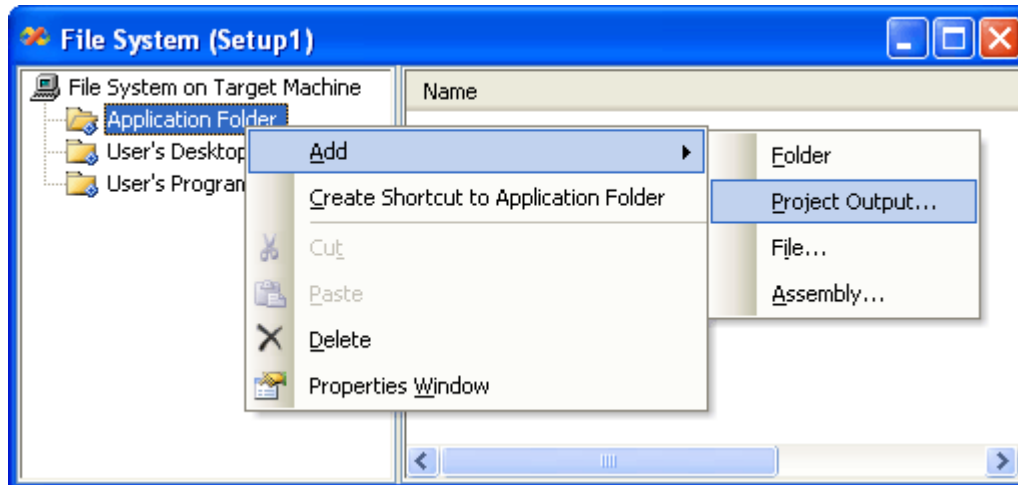 File System (Setup1)
File System on Target Machine
Name
Application Folder
User's Desktop
User's Program
Add
Create Shortcut to Application Folder
Cut
Paste
Delete
Properties Window
Folder
Project Output...
File...
Assembly...